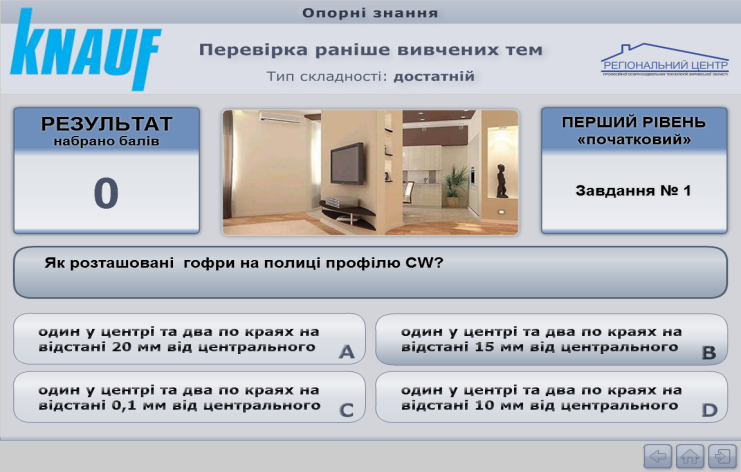 Опорні знання
KNAUF
Перевірка раніше вивчених тем
Тип складності: достатній
РЕГІОНАЛЬНИЙ ЦЕНТР
РЕЗУЛЬТАТ
набрано балів
0
ПЕРШИЙ РІВЕНЬ
«початковий»
Завдання № 1
Як розташовані  гофри на полиці профілю CW?
один у центрі та два по краях на
відстані 20 мм від центрального
A
один у центрі та два по краях на
відстані 15 мм від центрального
B
один у центрі та два по краях на
відстані 0,1 мм від центрального
C
один у центрі та два по краях на
відстані 10 мм від центрального
D